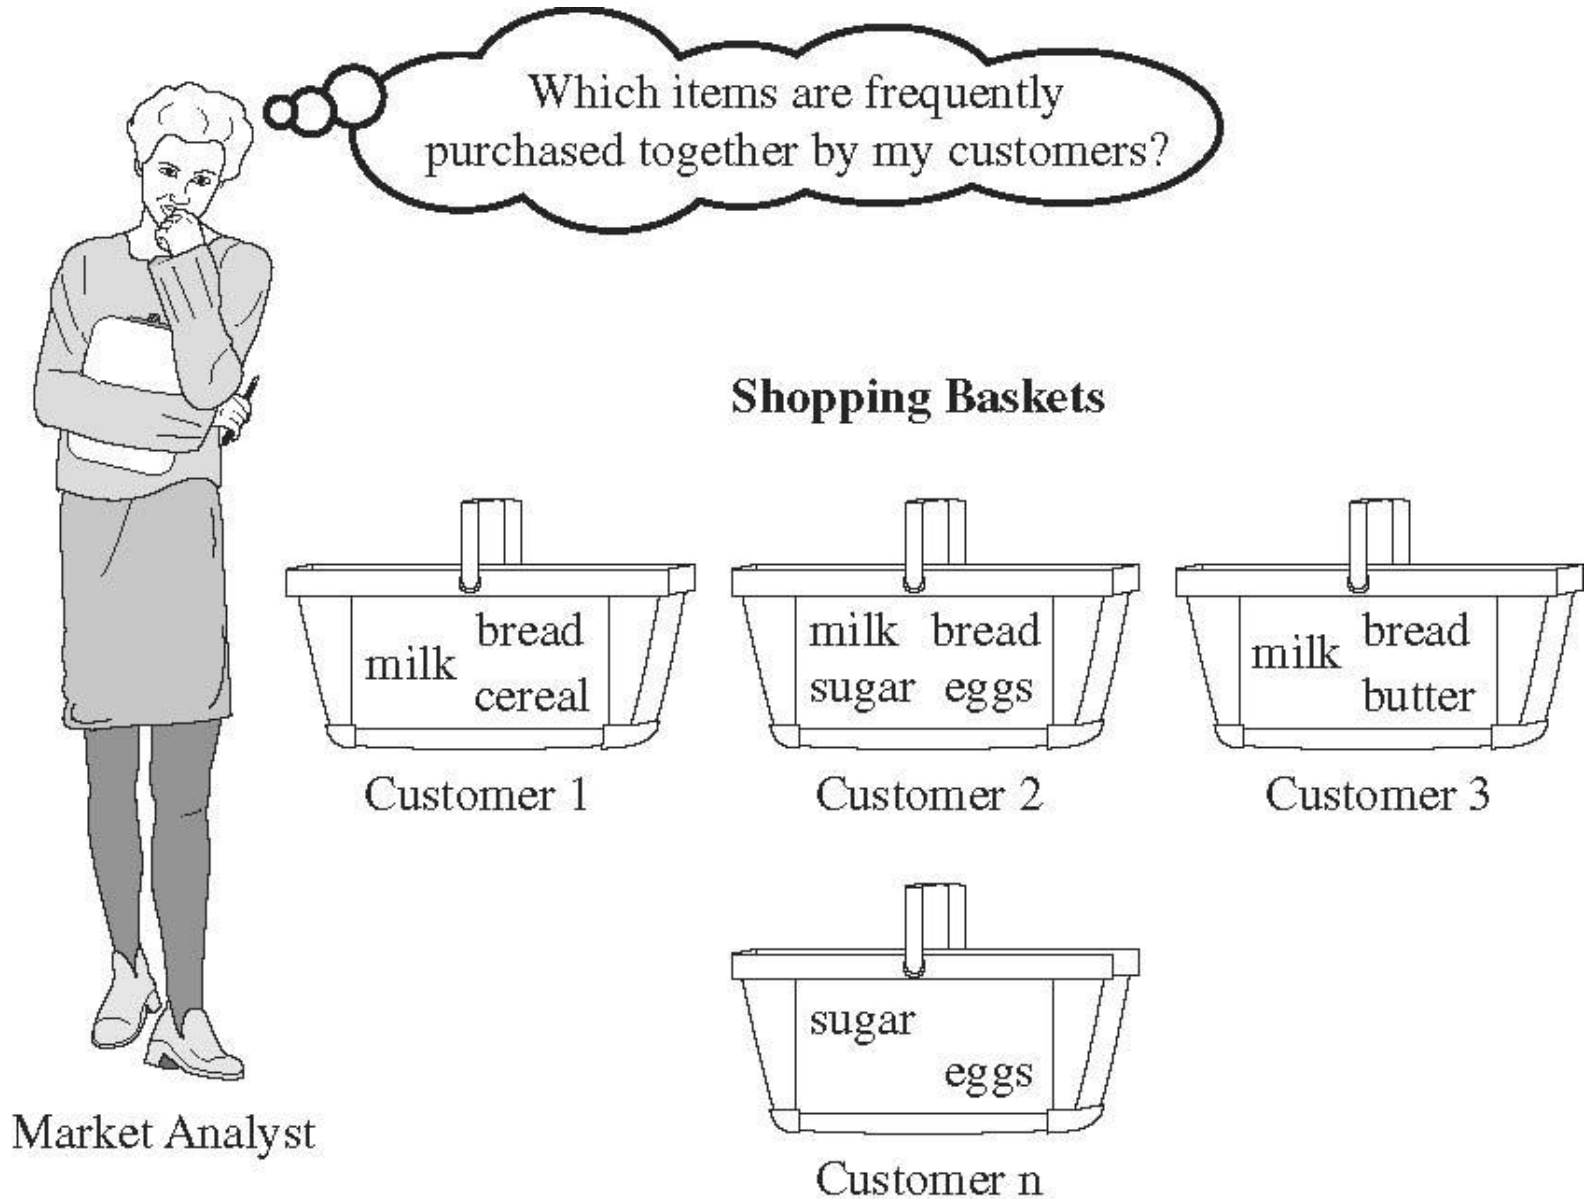 Which items are frequently
purchased together by my customers?
Shopping Baskets
milk
bread
cereal
Customer 1
milk bread
sugar eggs
Customer 2
milk
bread
butter
Customer 3
sugar
eggs
Customer n
Market Analyst